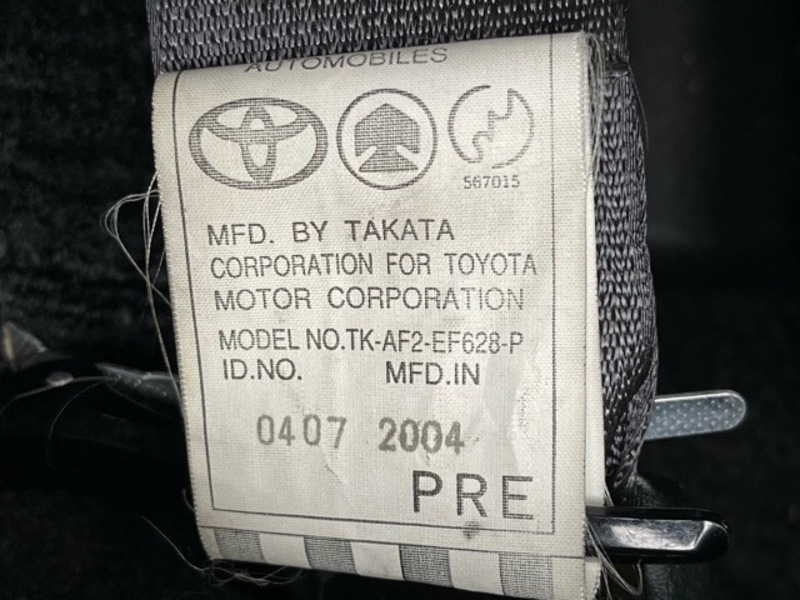 AUTOMOBILES
S67015
MFD. BY TAKATA
CORPORATION FOR TOYOTA
MOTOR CORPORATION
MODEL NO.TK-AF2-EF628-P
ID.NO. MFD.IN
0407 2004
PRE